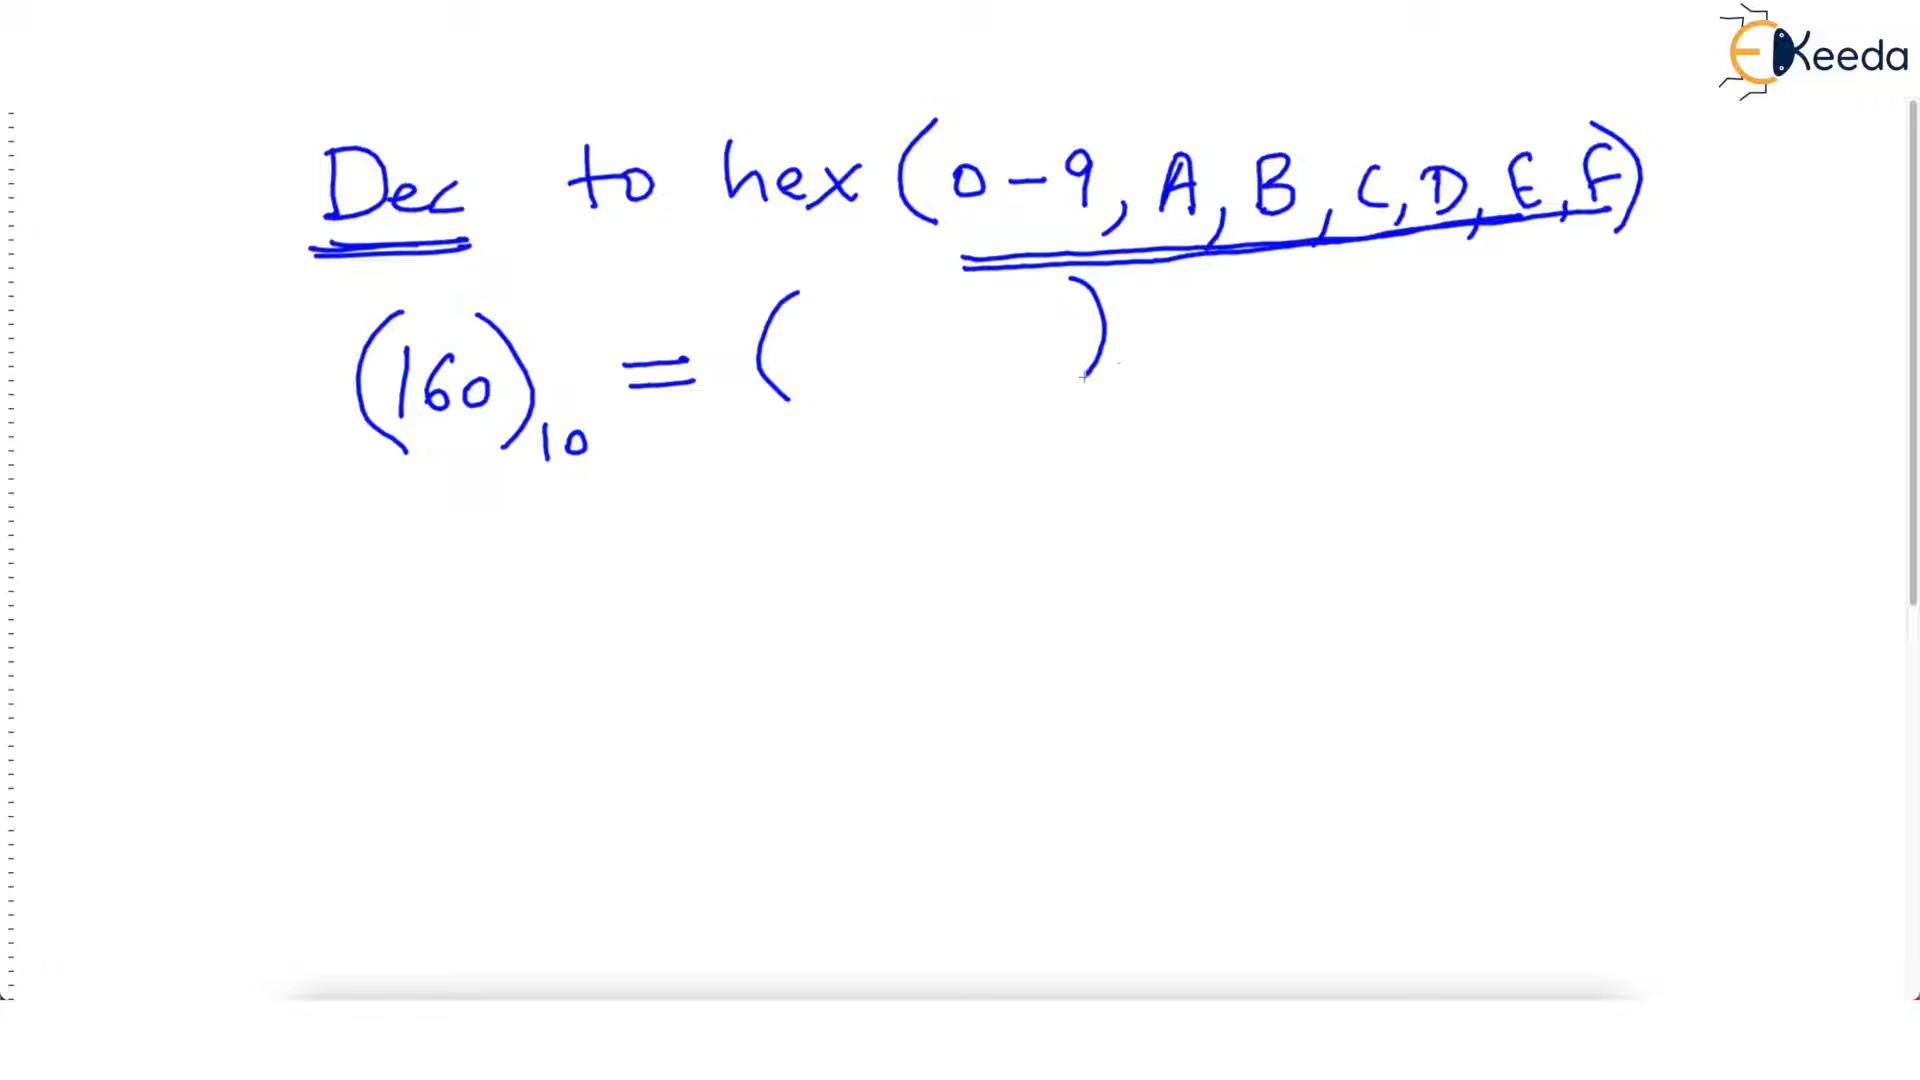 EKeeda
Dec to hex (0-9, A, B, C, D, E, F)
(160)10 = ( )